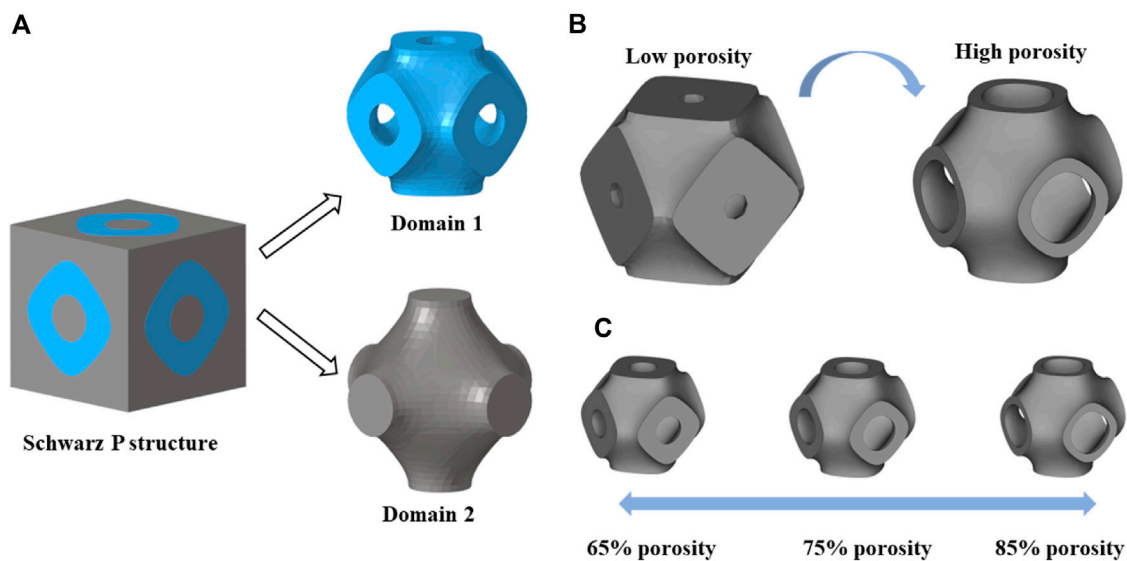 A
Domain 1
Schwarz P structure
Domain 2
B
Low porosity
High porosity
C
65% porosity
75% porosity
85% porosity